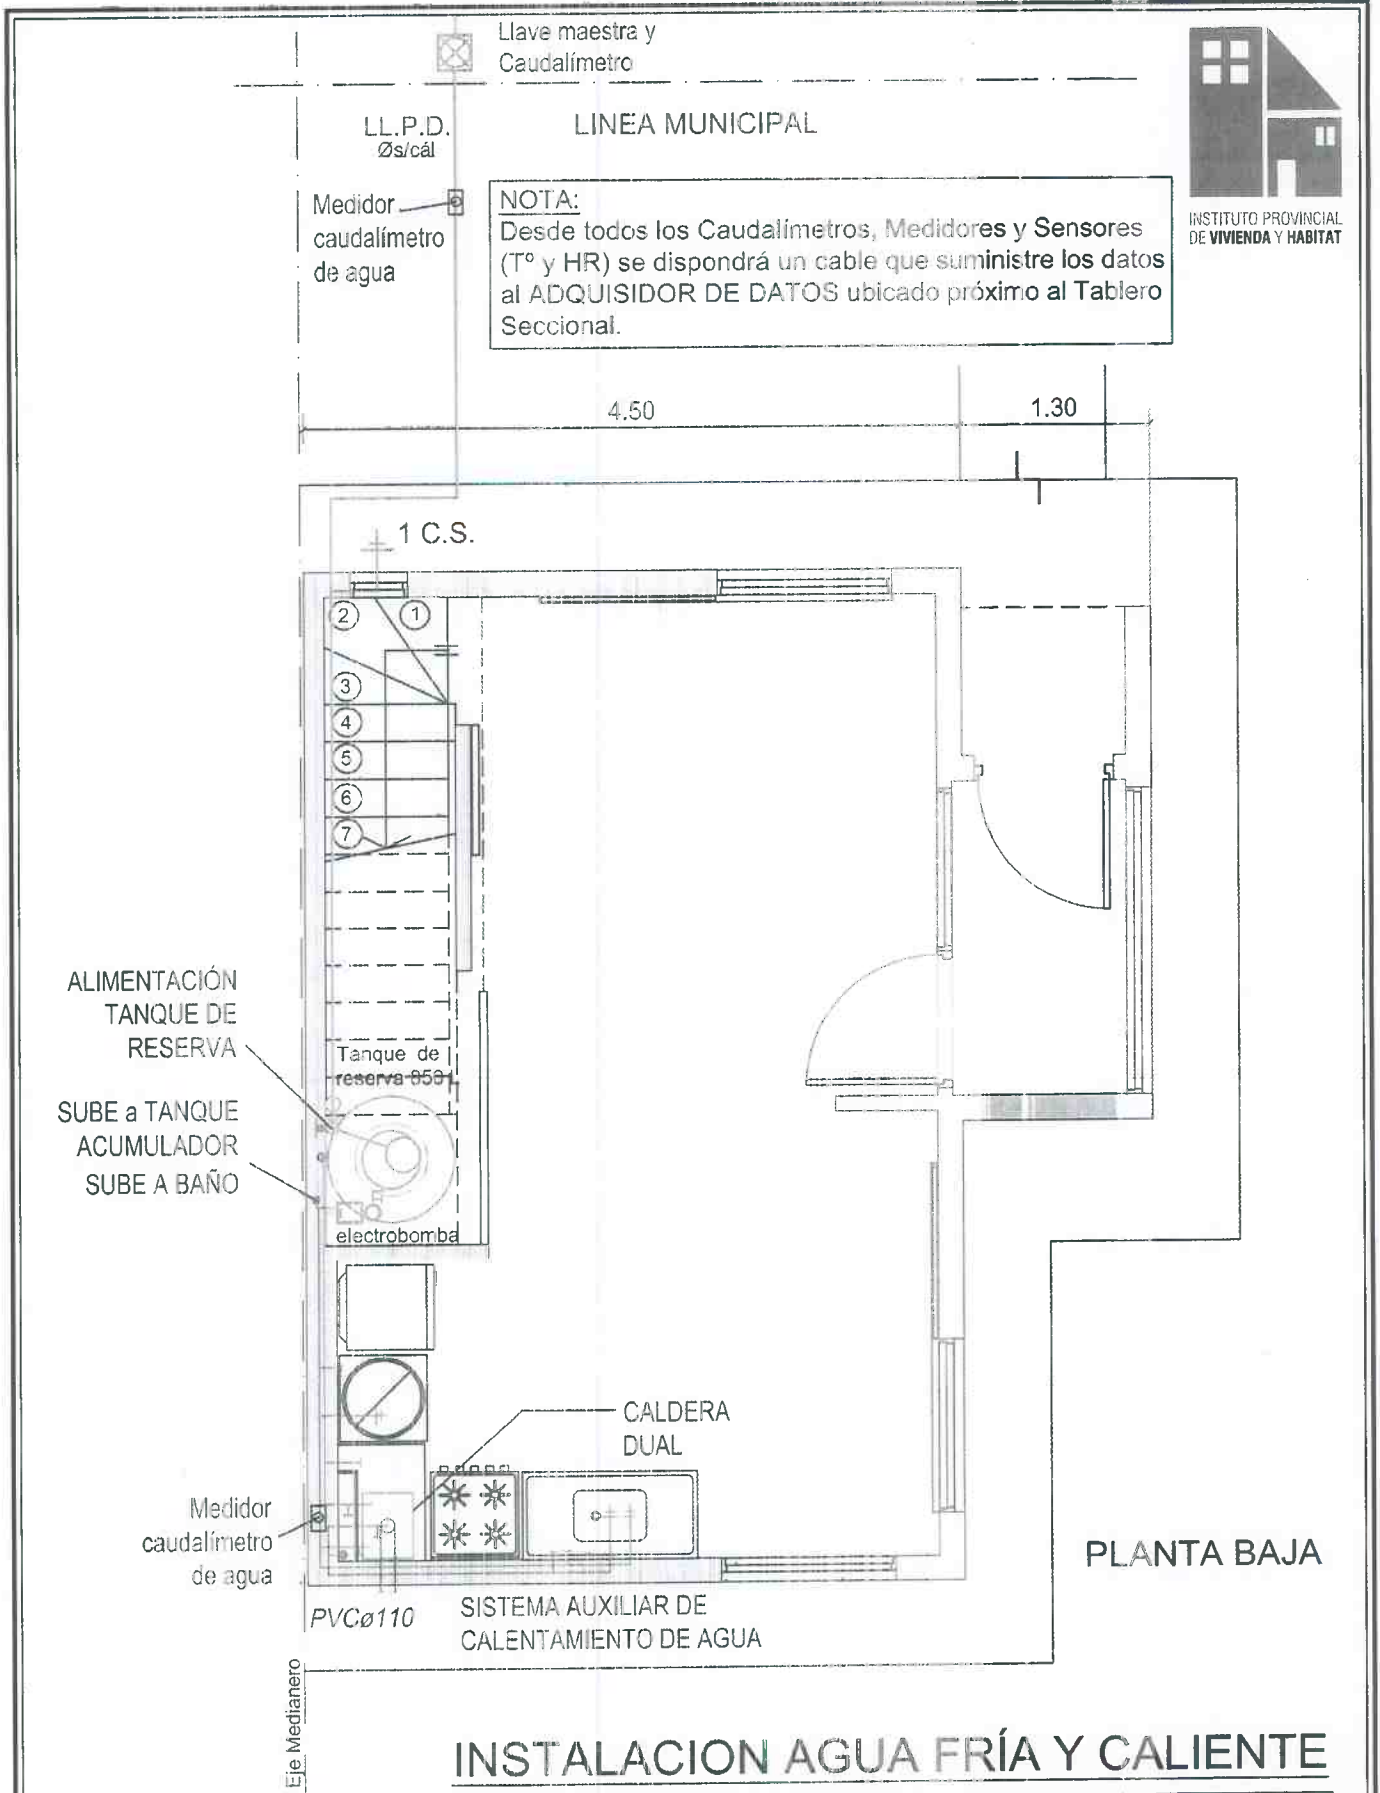 Llave maestra y
Caudalímetro
LL.P.D.
Øs/cál
LINEA MUNICIPAL
INSTITUTO PROVINCIAL
DE VIVIENDA Y HABITAT
Medidor
caudalímetro
de agua
NOTA:
Desde todos los Caudalímetros, Medidores y Sensores
(Tº y HR) se dispondrá un cable que suministre los datos
al ADQUISIDOR DE DATOS ubicado próximo al Tablero
Seccional.
4.50
1.30
1 C.S.
2
1
3
4
5
6
7
ALIMENTACIÓN
TANQUE DE
RESERVA
Tanque de
reserva
SUBE a TANQUE
ACUMULADOR
SUBE A BAÑO
electrobomba
CALDERA
DUAL
Medidor
caudalímetro
de agua
PLANTA BAJA
PVCø110
SISTEMA AUXILIAR DE
CALENTAMIENTO DE AGUA
Eje Medianero
INSTALACION AGUA FRÍA Y CALIENTE